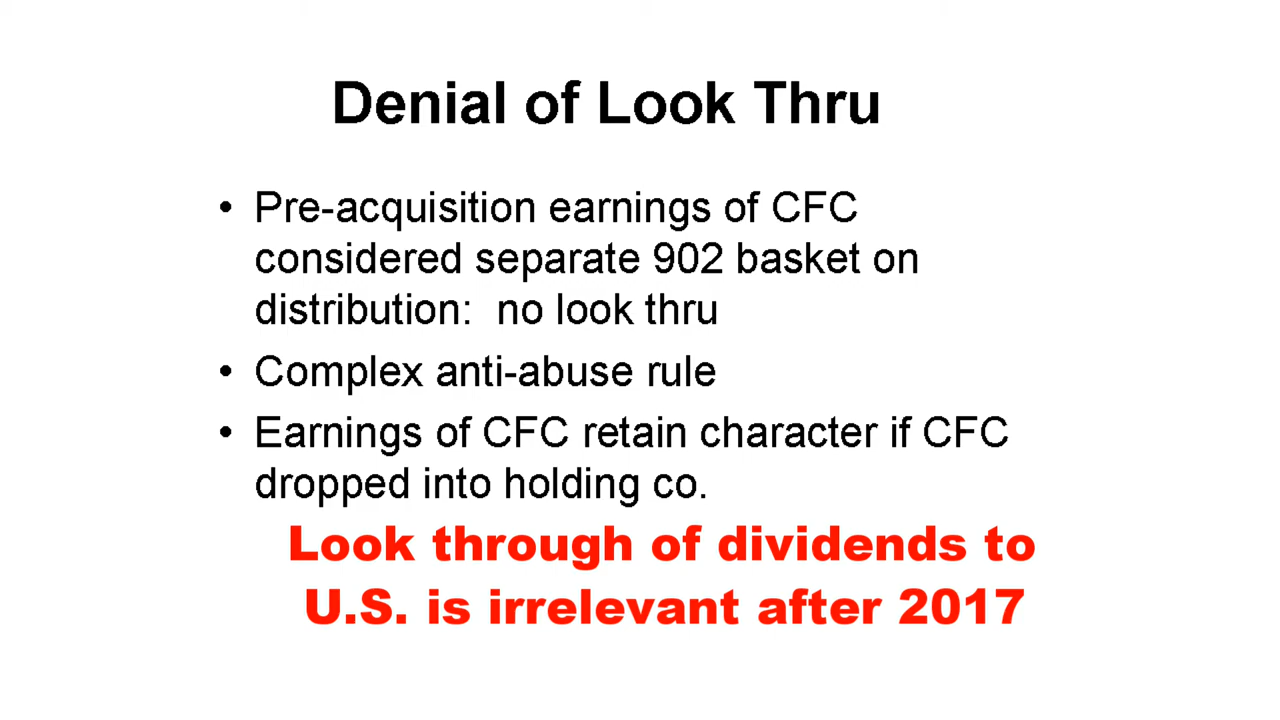 Denial of Look Thru
• Pre-acquisition earnings of CFC
considered separate 902 basket on
distribution:  no look thru
• Complex anti-abuse rule
• Earnings of CFC retain character if CFC
dropped into holding co.
Look through of dividends to
U.S. is irrelevant after 2017